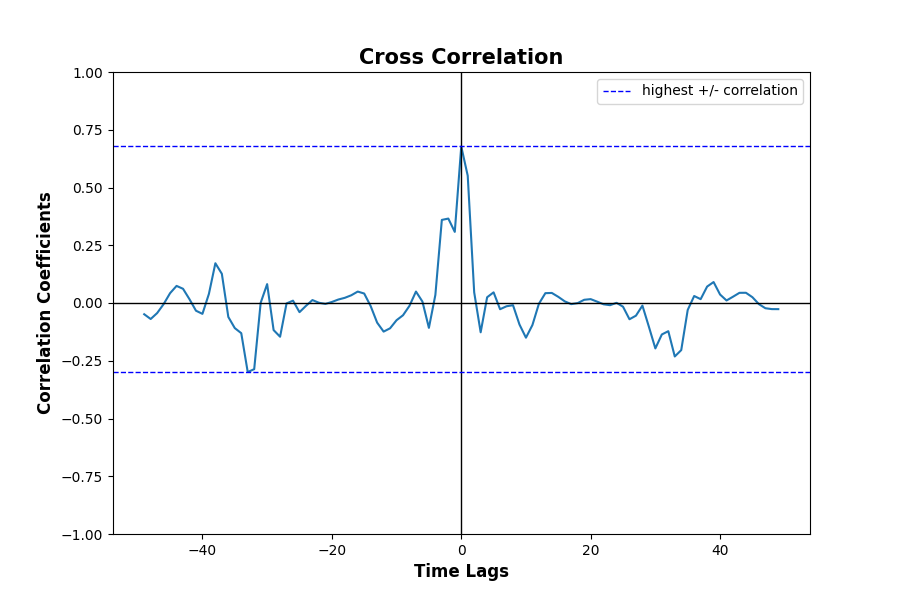 Cross Correlation
highest +/- correlation
1.00
0.75
0.50
0.25
0.00
−0.25
−0.50
−0.75
−1.00
Correlation Coefficients
−40 −20 0 20 40
Time Lags